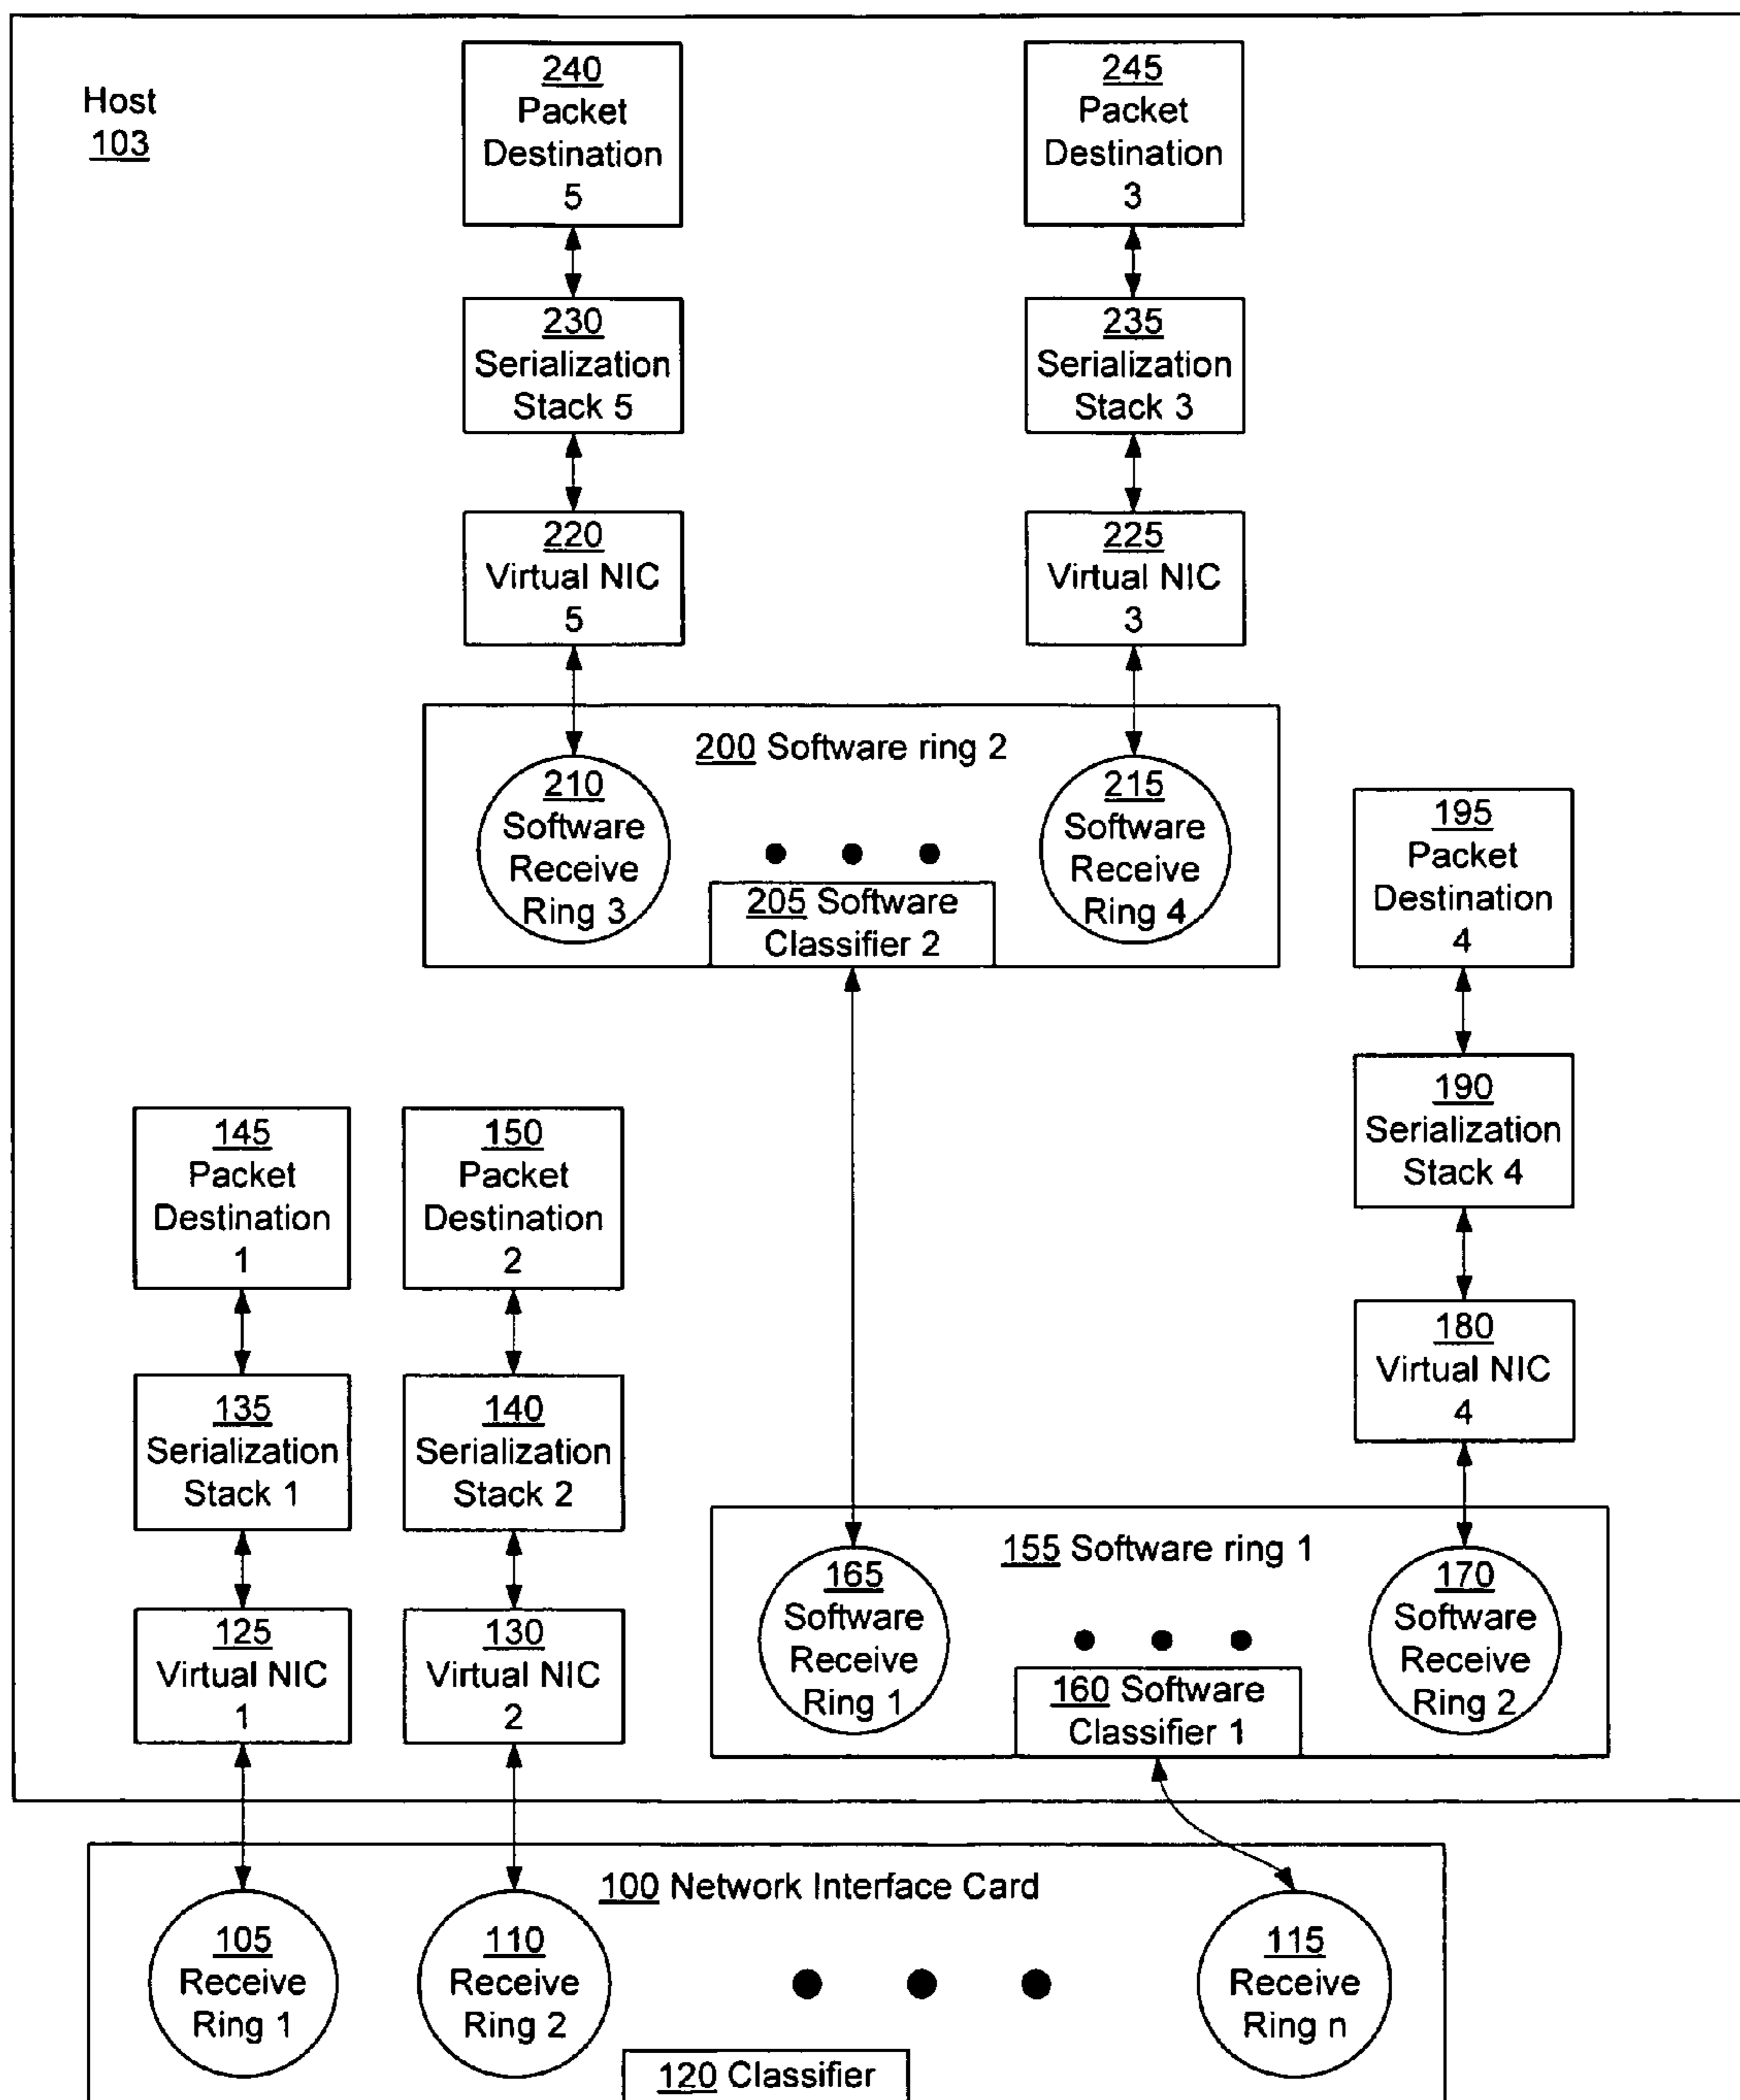 Host
103
240
Packet
Destination
5
245
Packet
Destination
3
230
Serialization
Stack 5
235
Serialization
Stack 3
220
Virtual NIC
5
225
Virtual NIC
3
200 Software ring 2
210
Software
Receive
Ring 3
215
Software
Receive
Ring 4
205 Software
Classifier 2
195
Packet
Destination
4
190
Serialization
Stack 4
145
Packet
Destination
1
150
Packet
Destination
2
180
Virtual NIC
4
135
Serialization
Stack 1
140
Serialization
Stack 2
155 Software ring 1
165
Software
Receive
Ring 1
170
Software
Receive
Ring 2
160 Software
Classifier 1
125
Virtual NIC
1
130
Virtual NIC
2
100 Network Interface Card
105
Receive
Ring 1
110
Receive
Ring 2
115
Receive
Ring n
120 Classifier